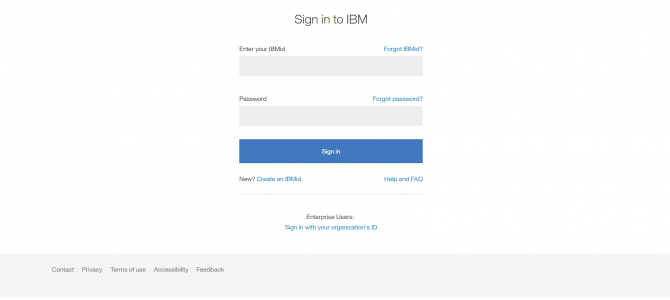 Sign in to IBM
Enter your IBMid Forgot IBMid?
Password Forgot password?
Sign in
New? Create an IBMid. Help and FAQ
Enterprise Users:
Sign in with your organization's ID
Contact Privacy Terms of use Accessibility Feedback